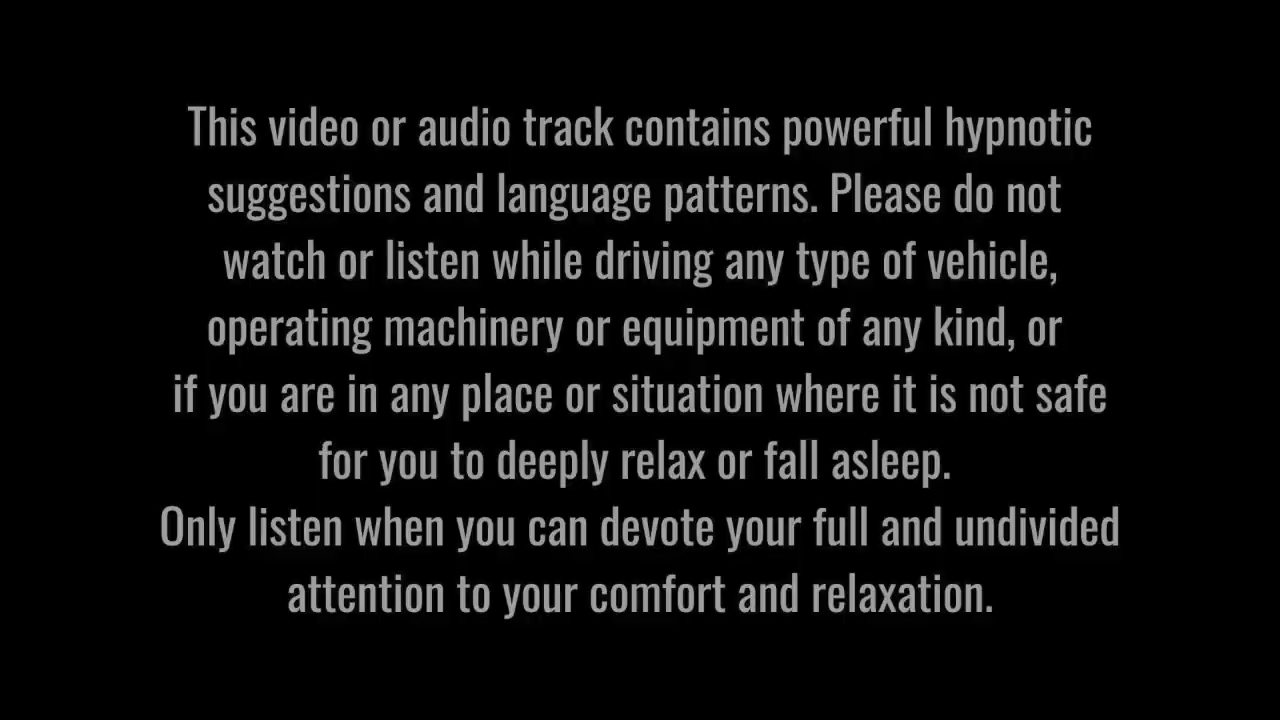 This video or audio track contains powerful hypnotic
suggestions and language patterns. Please do not
watch or listen while driving any type of vehicle,
operating machinery or equipment of any kind, or
if you are in any place or situation where it is not safe
for you to deeply relax or fall asleep.
Only listen when you can devote your full and undivided
attention to your comfort and relaxation.